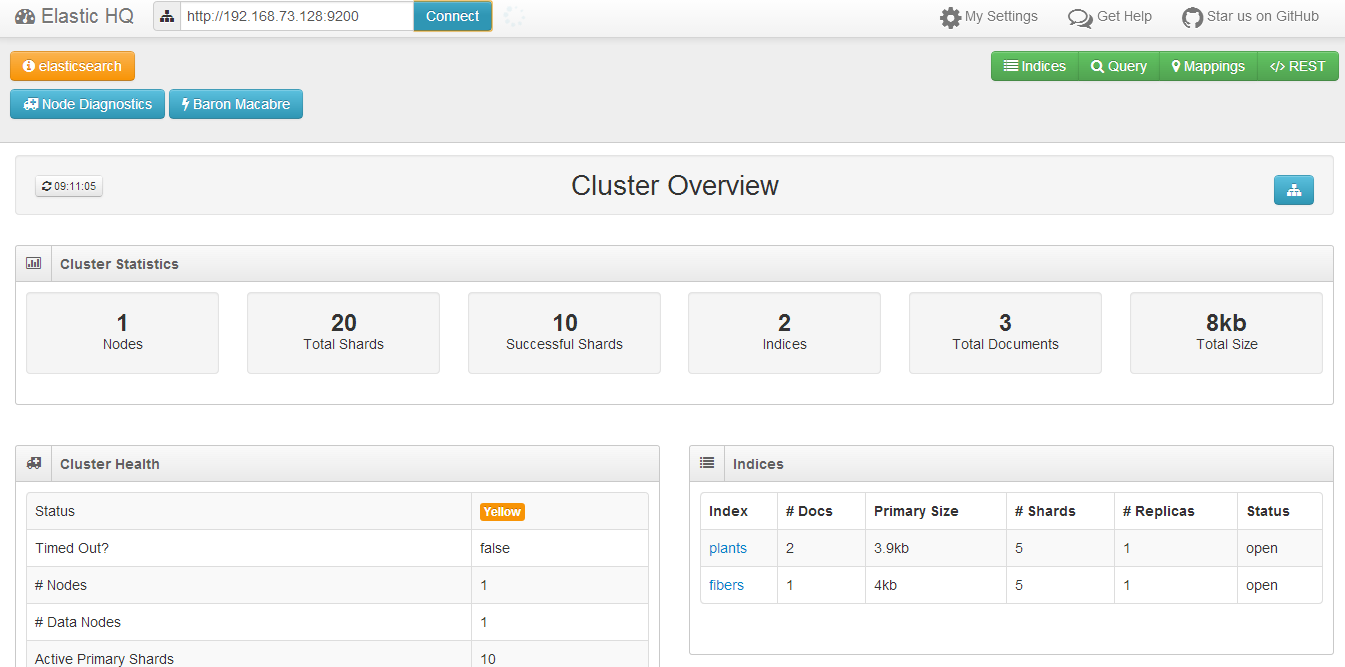 Elastic HQ http://192.168.73.128:9200 Connect My Settings Get Help Star us on GitHub
elasticsearch Indices Query Mappings </> REST
Node Diagnostics Baron Macabre
09:11:05 Cluster Overview
Cluster Statistics
1 20 10 2 3 8kb
Nodes Total Shards Successful Shards Indices Total Documents Total Size
Cluster Health Indices
Status Yellow Index # Docs Primary Size # Shards # Replicas Status
Timed Out? false plants 2 3.9kb 5 1 open
# Nodes 1 fibers 1 4kb 5 1 open
# Data Nodes 1
Active Primary Shards 10